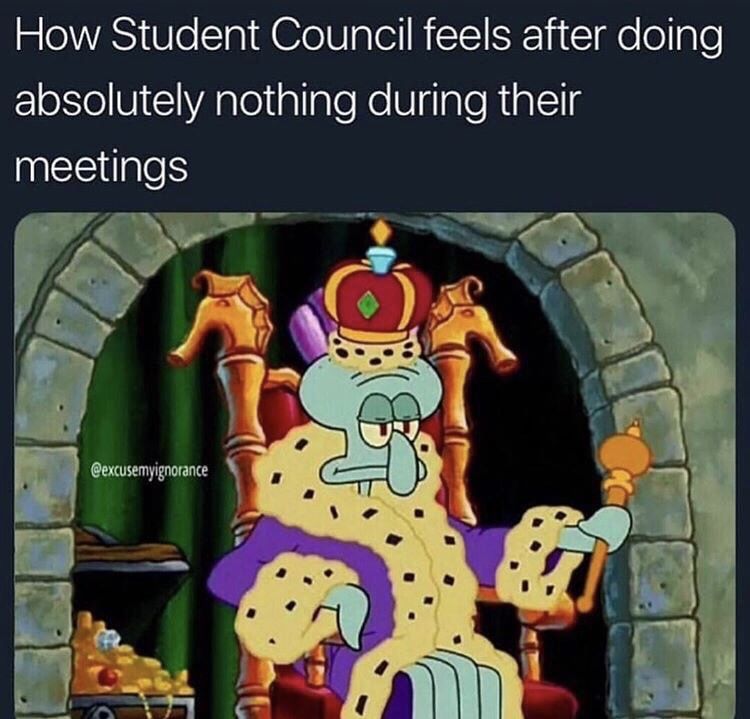 How Student Council feels after doing
absolutely nothing during their
meetings
@excusemyignorance